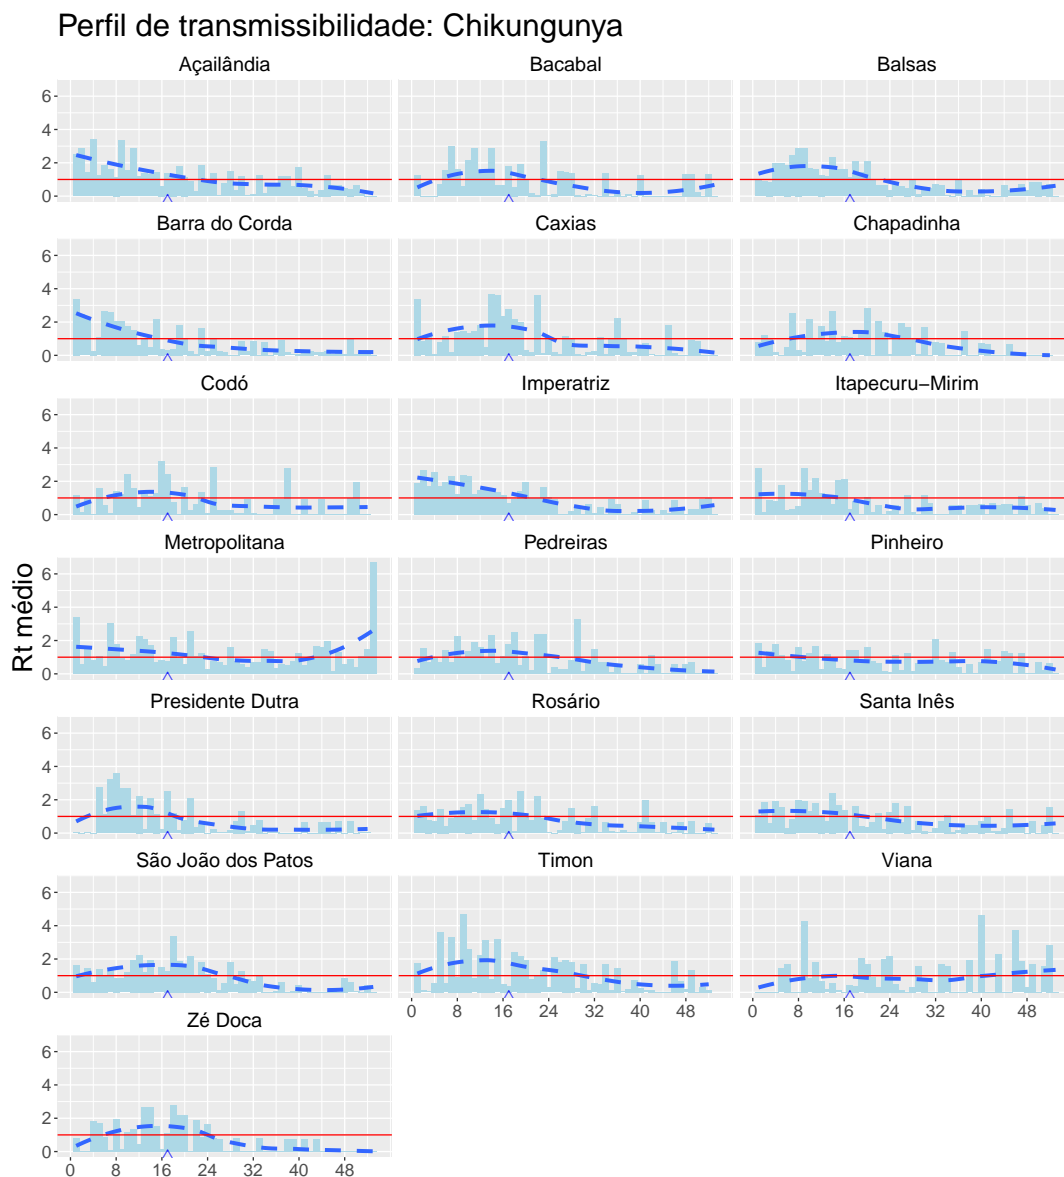 Perfil de transmissibilidade: Chikungunya
Açailândia Bacabal Balsas
6
4
2
0
Barra do Corda Caxias Chapadinha
6
4
2
0
Codó Imperatriz Itapecuru−Mirim
6
4
2
0
Metropolitana Pedreiras Pinheiro
6
4
2
0
Rt médio
Presidente Dutra Rosário Santa Inês
6
4
2
0
São João dos Patos Timon Viana
6
4
2
0
0 8 16 24 32 40 48 0 8 16 24 32 40 48
Zé Doca
6
4
2
0
0 8 16 24 32 40 48